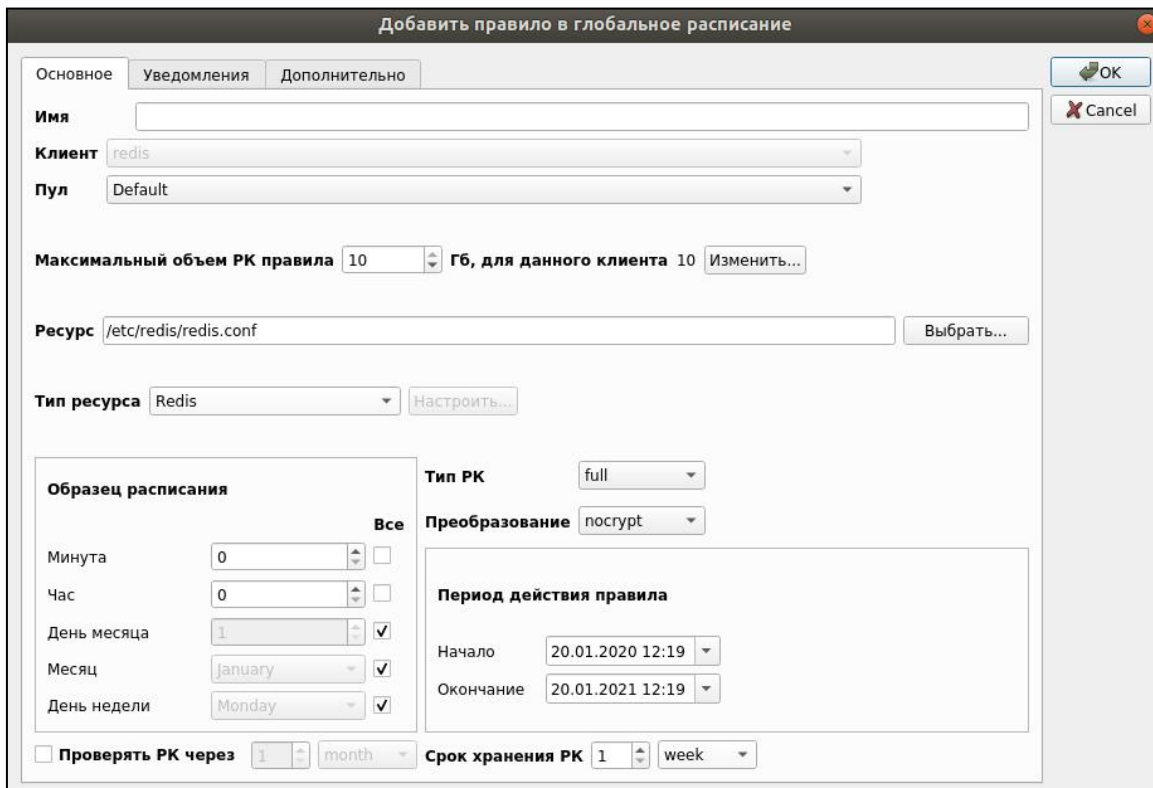 Добавить правило в глобальное расписание
Основное Уведомления Дополнительно
OK
Cancel
Имя
Клиент redis
Пул Default
Максимальный объем РК правила 10 Гб, для данного клиента 10 Изменить...
Ресурс /etc/redis/redis.conf Выбрать...
Тип ресурса Redis Настроить...
Образец расписания
Все
Минута 0
Час 0
День месяца 1
Месяц January
День недели Monday
Тип РК full
Преобразование nocrypt
Период действия правила
Начало 20.01.2020 12:19
Окончание 20.01.2021 12:19
Проверять РК через 1 month
Срок хранения РК 1 week